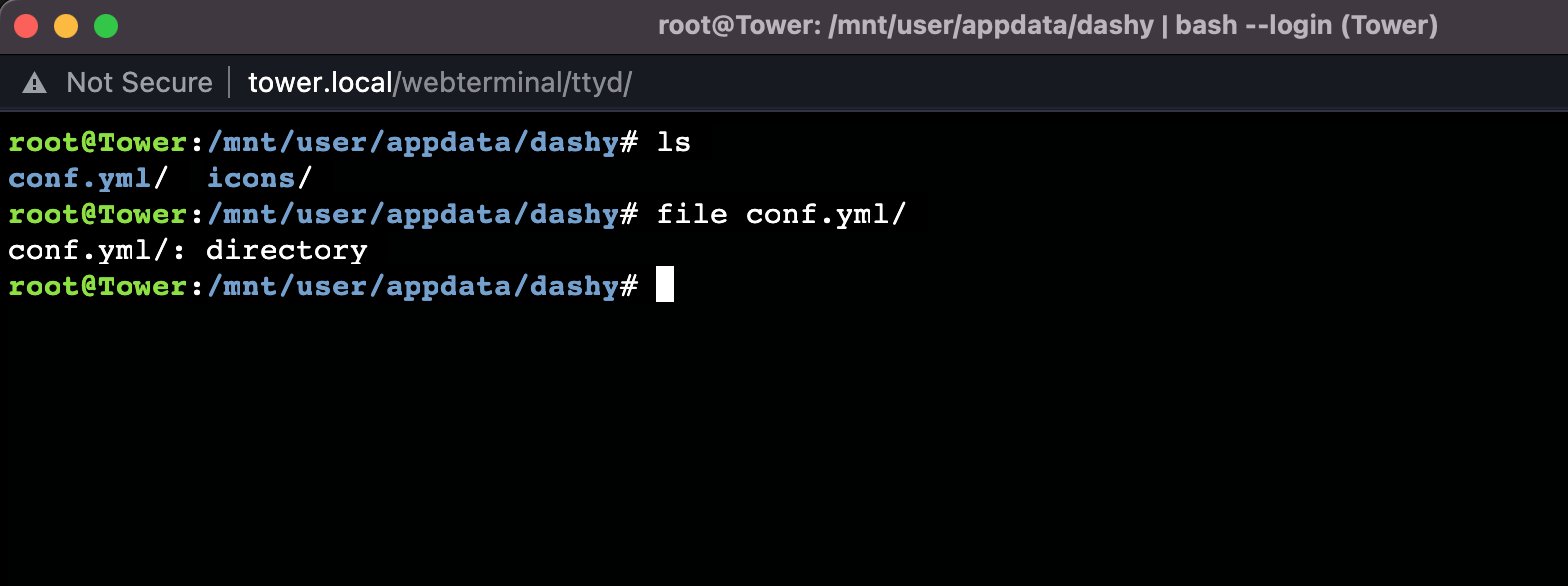 root@Tower: /mnt/user/appdata/dashy | bash --login (Tower)
Not Secure | tower.local/webterminal/ttyd/
root@Tower:/mnt/user/appdata/dashy# ls
conf.yml/  icons/
root@Tower:/mnt/user/appdata/dashy# file conf.yml/
conf.yml/: directory
root@Tower:/mnt/user/appdata/dashy#